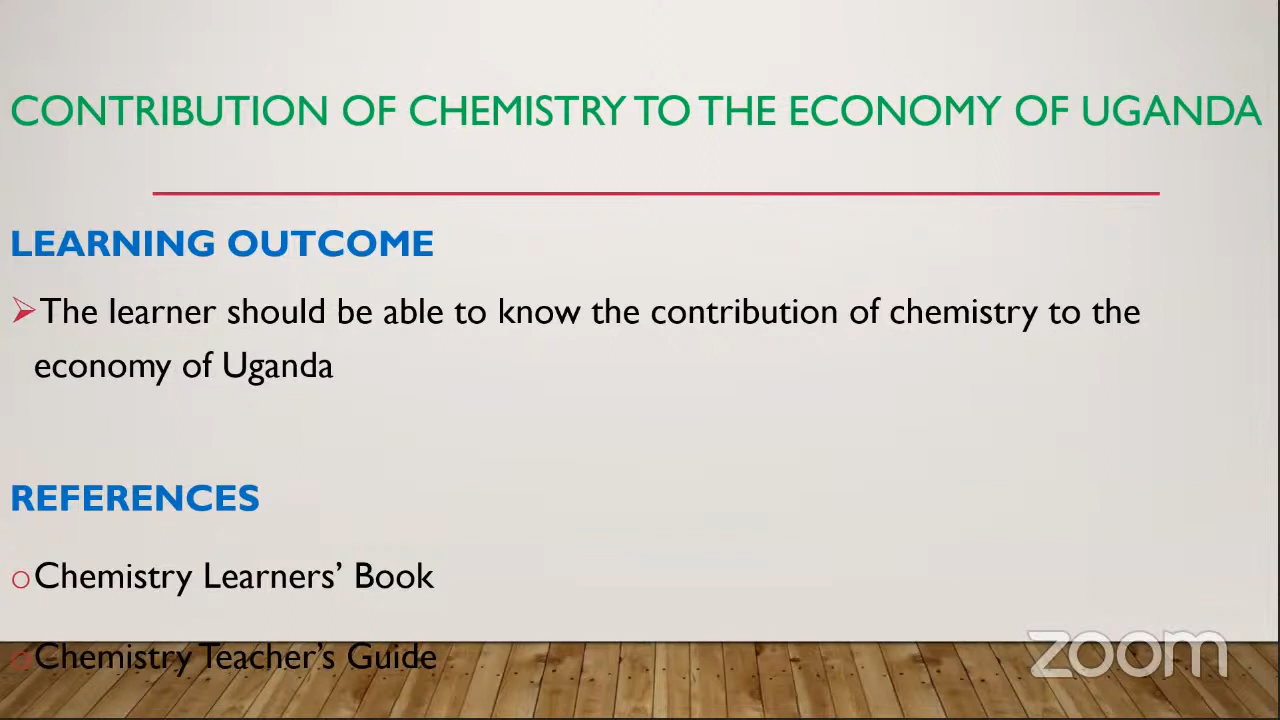 CONTRIBUTION OF CHEMISTRY TO THE ECONOMY OF UGANDA
LEARNING OUTCOME
The learner should be able to know the contribution of chemistry to the
economy of Uganda
REFERENCES
Chemistry Learners’ Book
Chemistry Teacher’s Guide
zoom